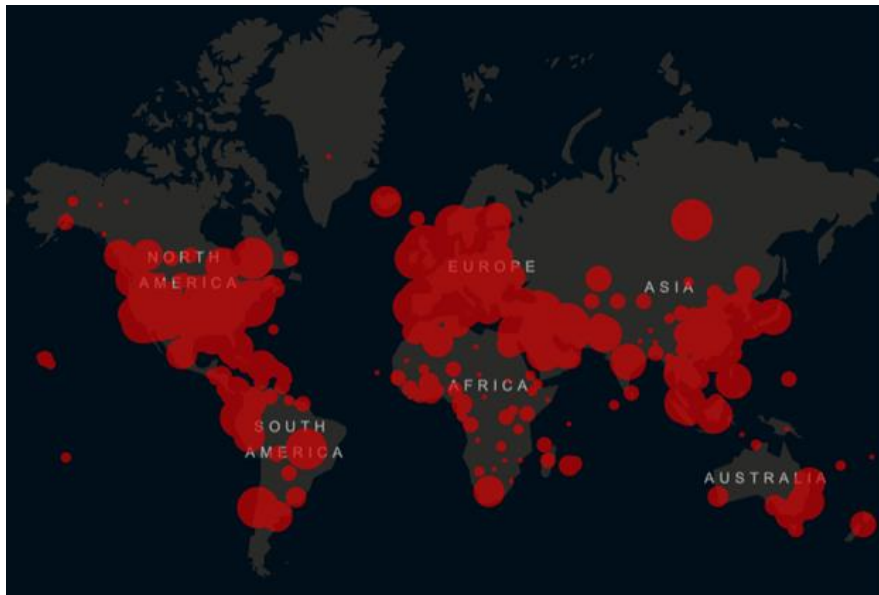 NORTH
AMERICA
EUROPE
ASIA
AFRICA
SOUTH
AMERICA
AUSTRALIA